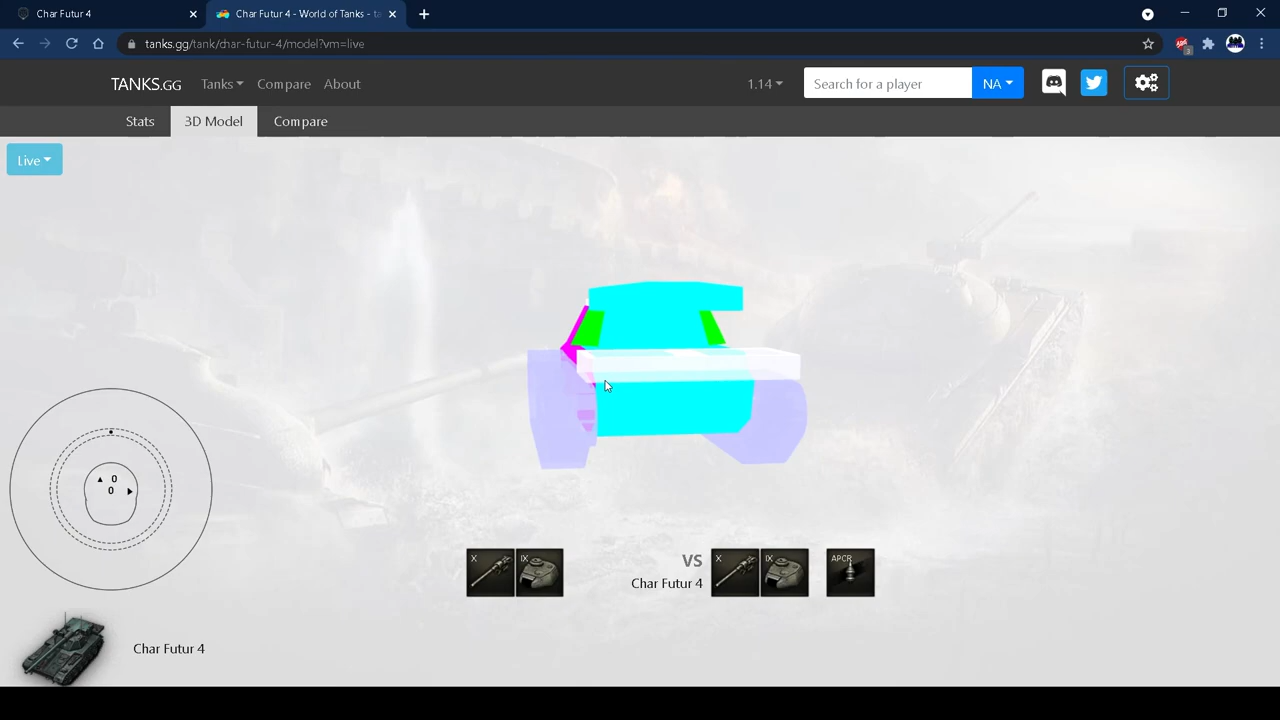 Char Futur 4
Char Futur 4 - World of Tanks - ta
tanks.gg/tank/char-futur-4/model?vm=live
3
TANKS.GG
Tanks
Compare
About
1.14
Search for a player
NA
Stats
3D Model
Compare
Live
0
0
X
IX
VS
Char Futur 4
X
IX
APCR
Char Futur 4